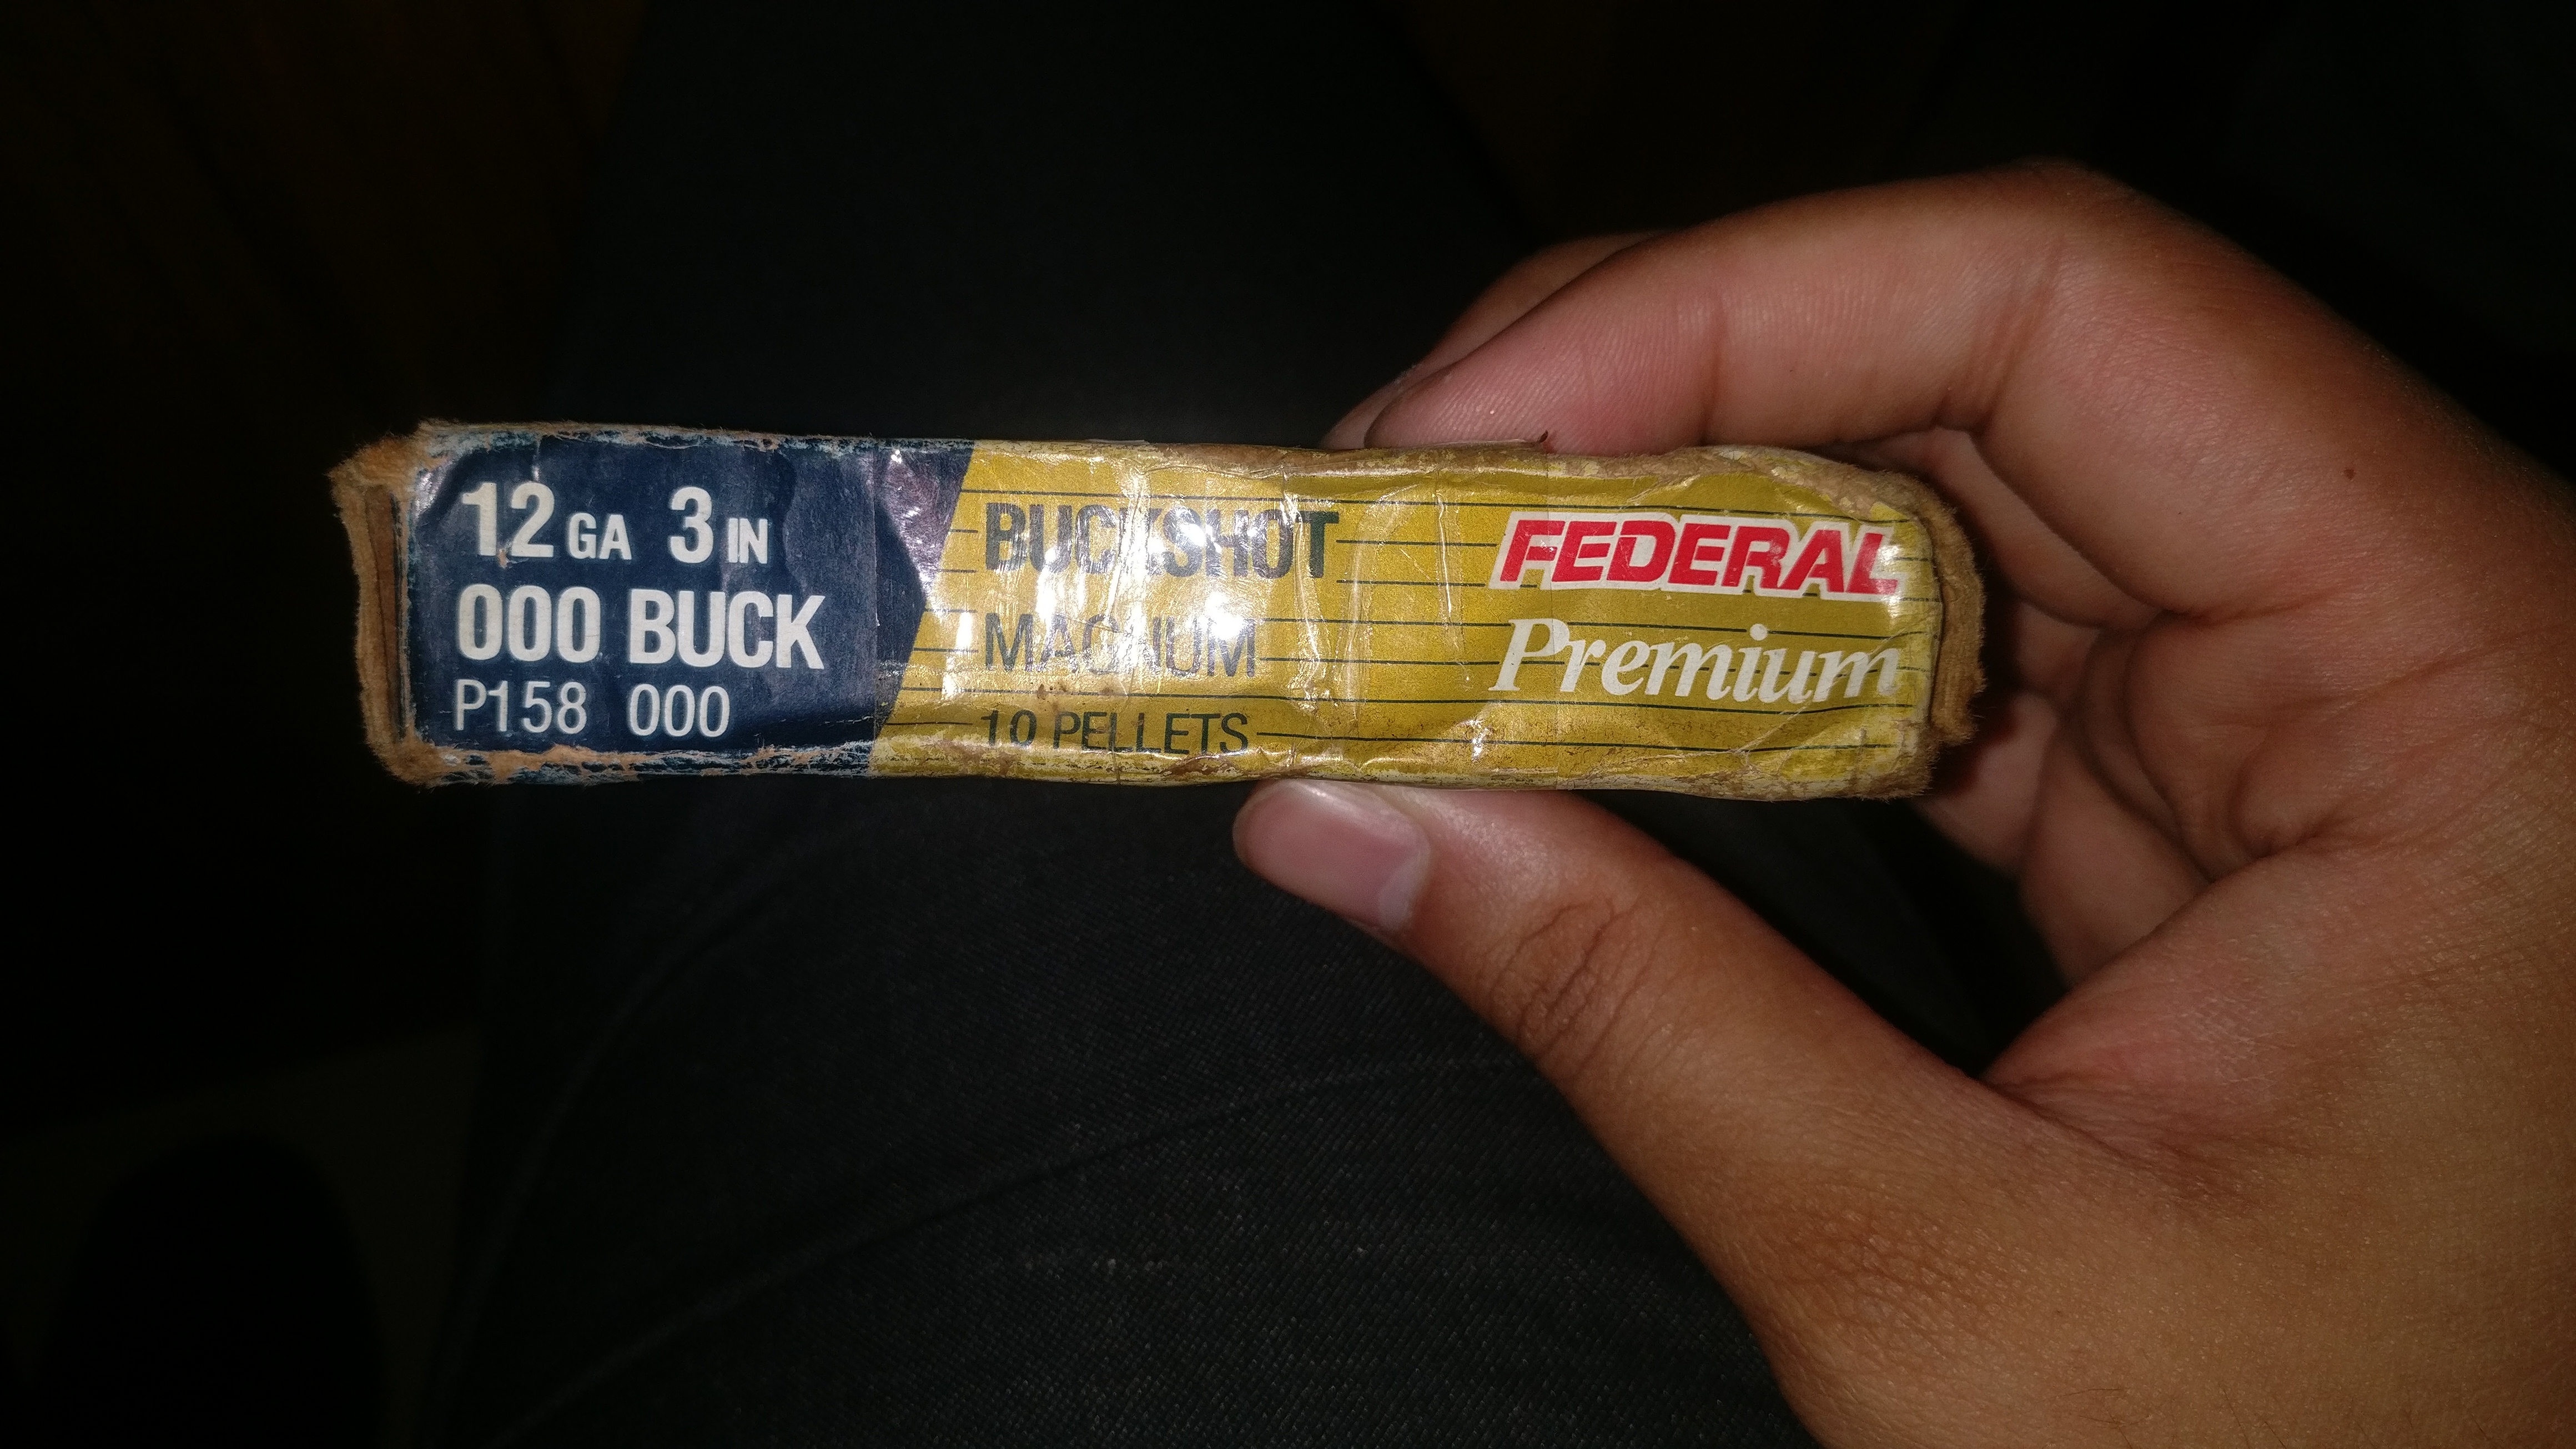 12 GA 3 IN
000 BUCK
P158 000
BUCKSHOT
MAGNUM
10 PELLETS
FEDERAL
Premium